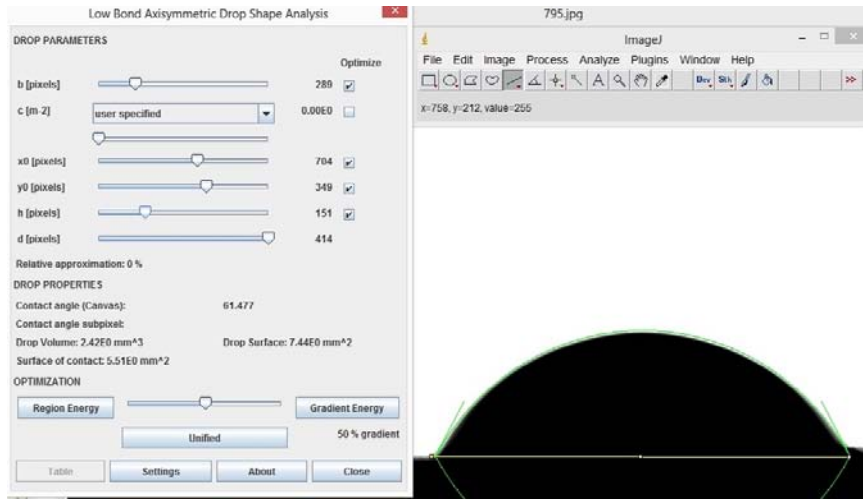 Low Bond Axisymmetric Drop Shape Analysis
795.jpg
DROP PARAMETERS
Optimize
b [pixels] 289
c [m-2] user specified 0.00E0
x0 [pixels] 704
y0 [pixels] 349
h [pixels] 151
d [pixels] 414
Relative approximation: 0 %
DROP PROPERTIES
Contact angle (Canvas): 61.477
Contact angle subpixel:
Drop Volume: 2.42E0 mm^3 Drop Surface: 7.44E0 mm^2
Surface of contact: 5.51E0 mm^2
OPTIMIZATION
Region Energy Gradient Energy
Unified 50 % gradient
Table Settings About Close
ImageJ
File Edit Image Process Analyze Plugins Window Help
A Dev Stk >>
x=758, y=212, value=255